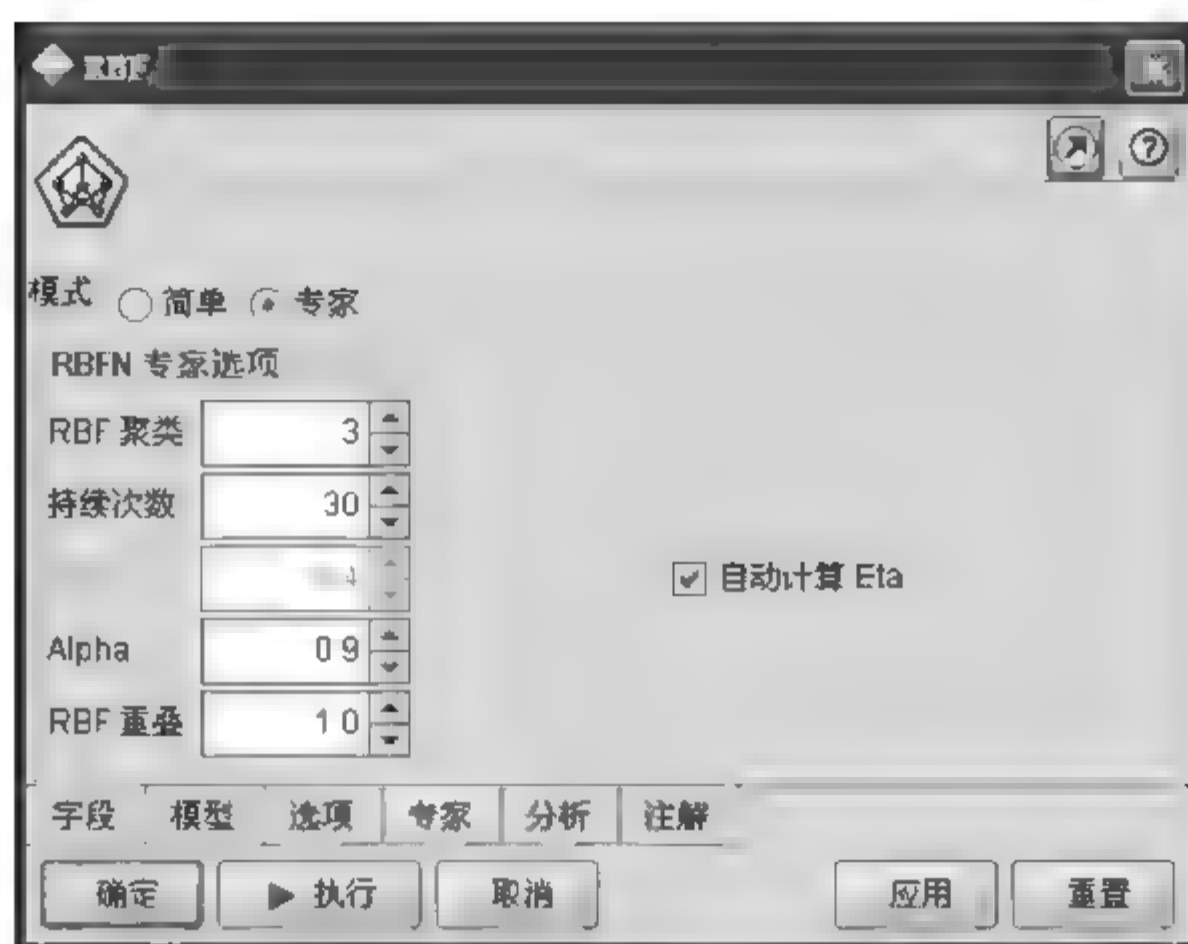 RBF
模式 简单 专家
RBFN 专家选项
RBF 聚类 3
持续次数 30
自动计算 Eta
Alpha 0 9
RBF 重叠 1 0
字段 模型 选项 专家 分析 注解
确定 执行 取消 应用 重置